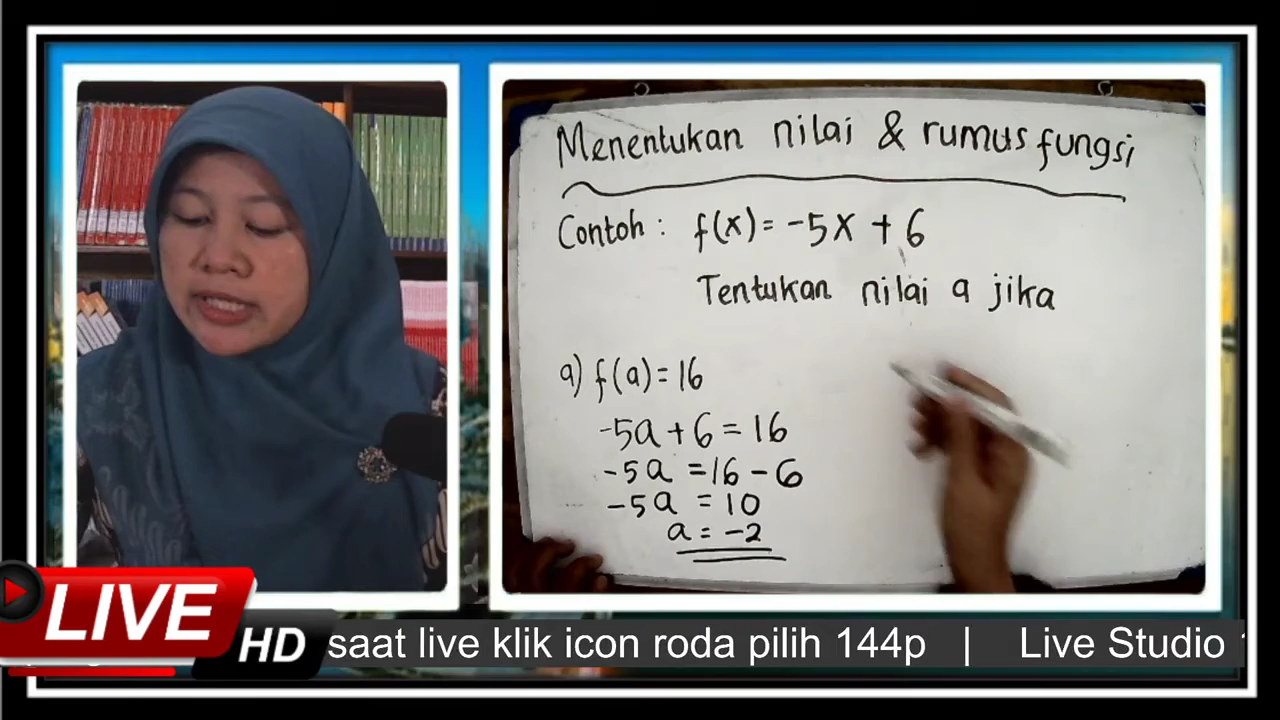 Menentukan nilai & rumus fungsi
Contoh : f(x) = -5x + 6
Tentukan nilai a jika
a) f(a) = 16
-5a + 6 = 16
-5a = 16 - 6
-5a = 10
a = -2
LIVE
HD
saat live klik icon roda pilih 144p | Live Studio